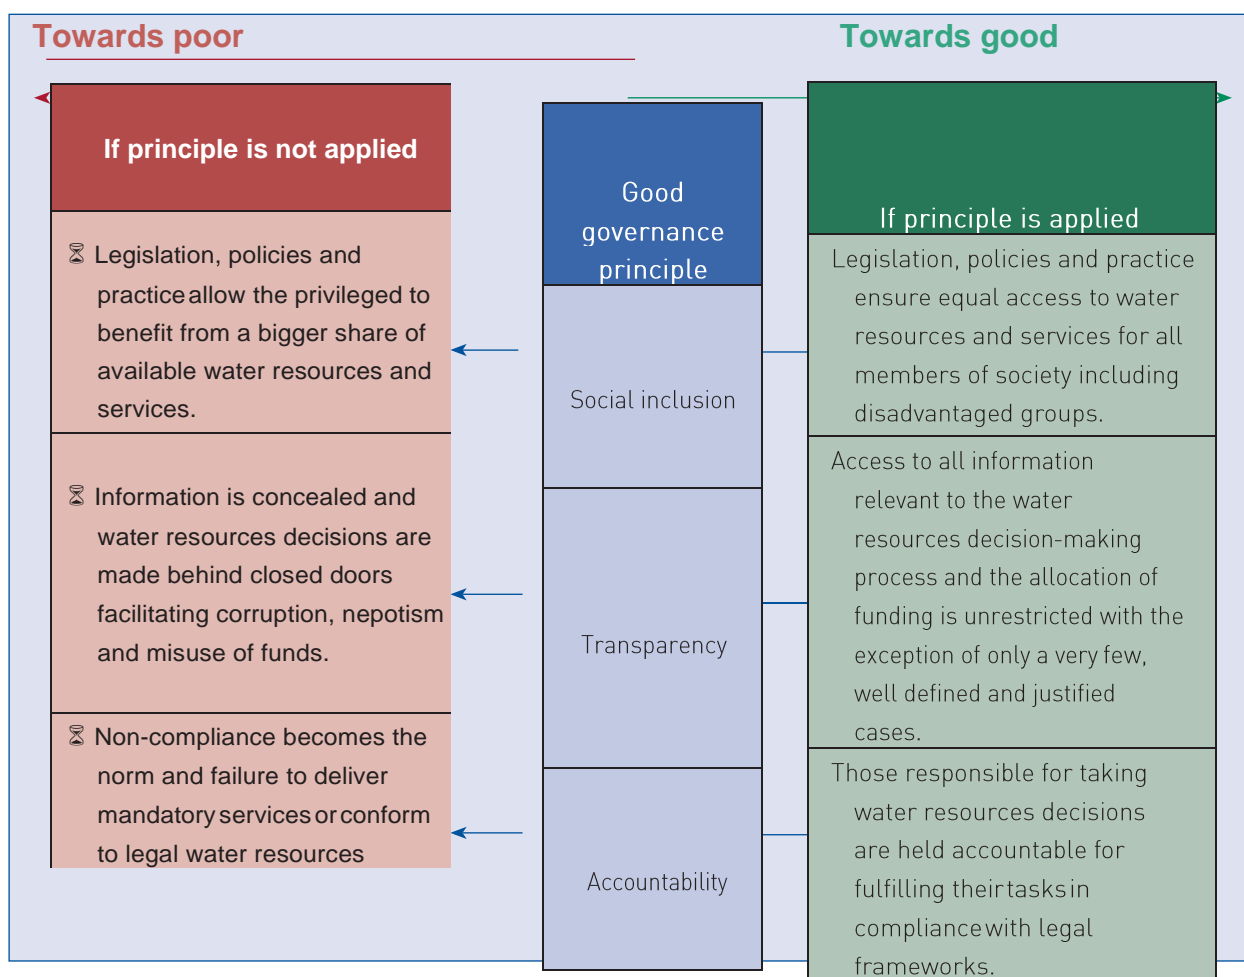 Towards poor
Towards good
If principle is not applied
Legislation, policies and
practice allow the privileged to
benefit from a bigger share of
available water resources and
services.
Information is concealed and
water resources decisions are
made behind closed doors
facilitating corruption, nepotism
and misuse of funds.
Non-compliance becomes the
norm and failure to deliver
mandatory services or conform
to legal water resources
Good
governance
principle
Social inclusion
Transparency
Accountability
If principle is applied
Legislation, policies and practice
ensure equal access to water
resources and services for all
members of society including
disadvantaged groups.
Access to all information
relevant to the water
resources decision-making
process and the allocation of
funding is unrestricted with the
exception of only a very few,
well defined and justified
cases.
Those responsible for taking
water resources decisions
are held accountable for
fulfilling their tasks in
compliance with legal
frameworks.